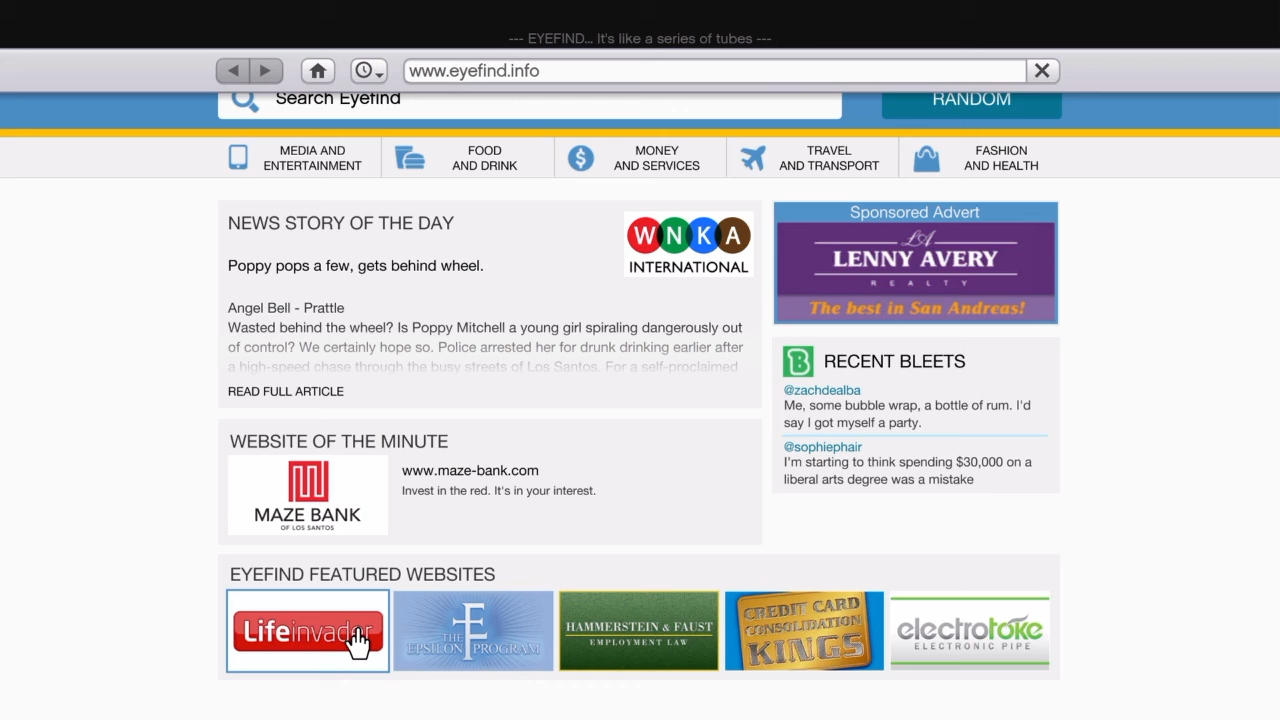 --- EYEFIND... It's like a series of tubes ---
www.eyefind.info
Search Eyefind
RANDOM
MEDIA AND
ENTERTAINMENT
FOOD
AND DRINK
MONEY
AND SERVICES
TRAVEL
AND TRANSPORT
FASHION
AND HEALTH
NEWS STORY OF THE DAY
WNKA
INTERNATIONAL
Poppy pops a few, gets behind wheel.
Angel Bell - Prattle
Wasted behind the wheel? Is Poppy Mitchell a young girl spiraling dangerously out
of control? We certainly hope so. Police arrested her for drunk drinking earlier after
a high-speed chase through the busy streets of Los Santos. For a self-proclaimed
READ FULL ARTICLE
Sponsored Advert
LA
LENNY AVERY
REALTY
The best in San Andreas!
RECENT BLEETS
@zachdealba
Me, some bubble wrap, a bottle of rum. I'd
say I got myself a party.
@sophiephair
I'm starting to think spending $30,000 on a
liberal arts degree was a mistake
WEBSITE OF THE MINUTE
MAZE BANK
OF LOS SANTOS
www.maze-bank.com
Invest in the red. It's in your interest.
EYEFIND FEATURED WEBSITES
Lifeinvader
THE
EPSILON PROGRAM
HAMMERSTEIN & FAUST
EMPLOYMENT LAW
CREDIT CARD
CONSOLIDATION
KINGS
electrotoke
ELECTRONIC PIPE